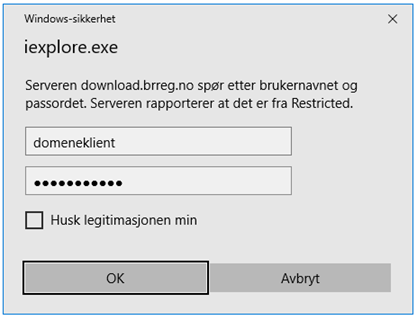 Windows-sikkerhet
iexplore.exe
Serveren download.brreg.no spør etter brukernavnet og
passordet. Serveren rapporterer at det er fra Restricted.
domeneklient
●●●●●●●●●●●
Husk legitimasjonen min
OK
Avbryt